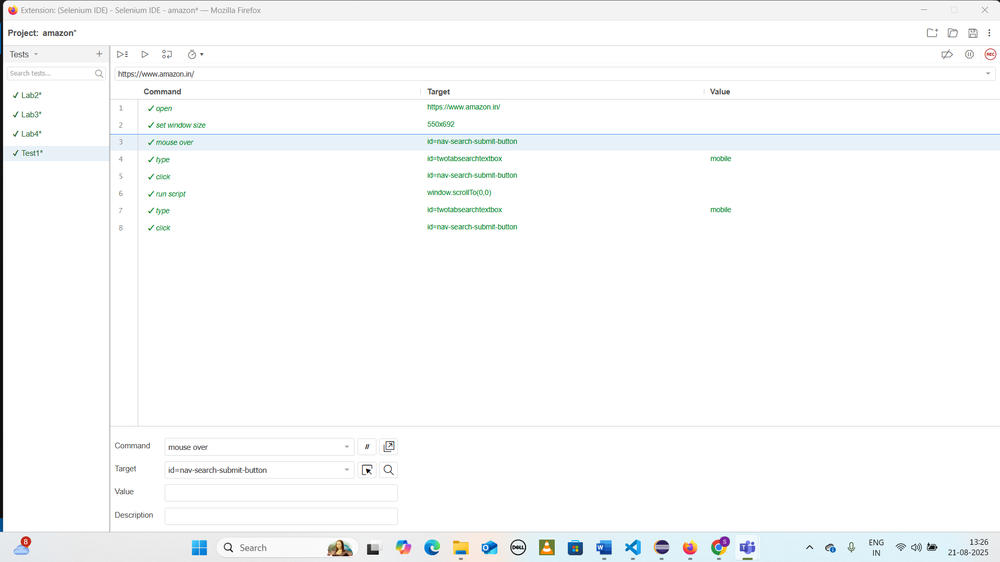 Extension: (Selenium IDE) - Selenium IDE - amazon* — Mozilla Firefox
Project: amazon*
Tests
Search tests...
✓ Lab2*
✓ Lab3*
✓ Lab4*
✓ Test1*
REC
https://www.amazon.in/
Command Target Value
1 ✓ open https://www.amazon.in/
2 ✓ set window size 550x692
3 ✓ mouse over id=nav-search-submit-button
4 ✓ type id=twotabsearchtextbox mobile
5 ✓ click id=nav-search-submit-button
6 ✓ run script window.scrollTo(0,0)
7 ✓ type id=twotabsearchtextbox mobile
8 ✓ click id=nav-search-submit-button
Command mouse over //
Target id=nav-search-submit-button
Value
Description
8
Search
DELL
S
ENG
IN
13:26
21-08-2025